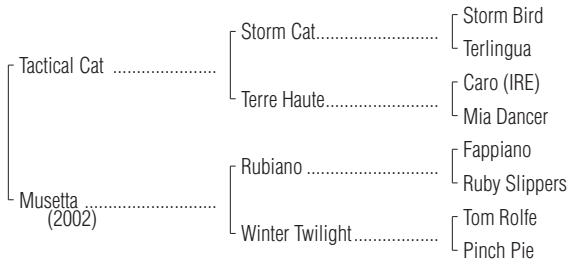 Storm Bird
Storm Cat......................
Terlingua
Tactical Cat ......................
Caro (IRE)
Terre Haute....................
Mia Dancer
Fappiano
Rubiano .......................
Ruby Slippers
Musetta ............................
(2002)
Tom Rolfe
Winter Twilight................
Pinch Pie